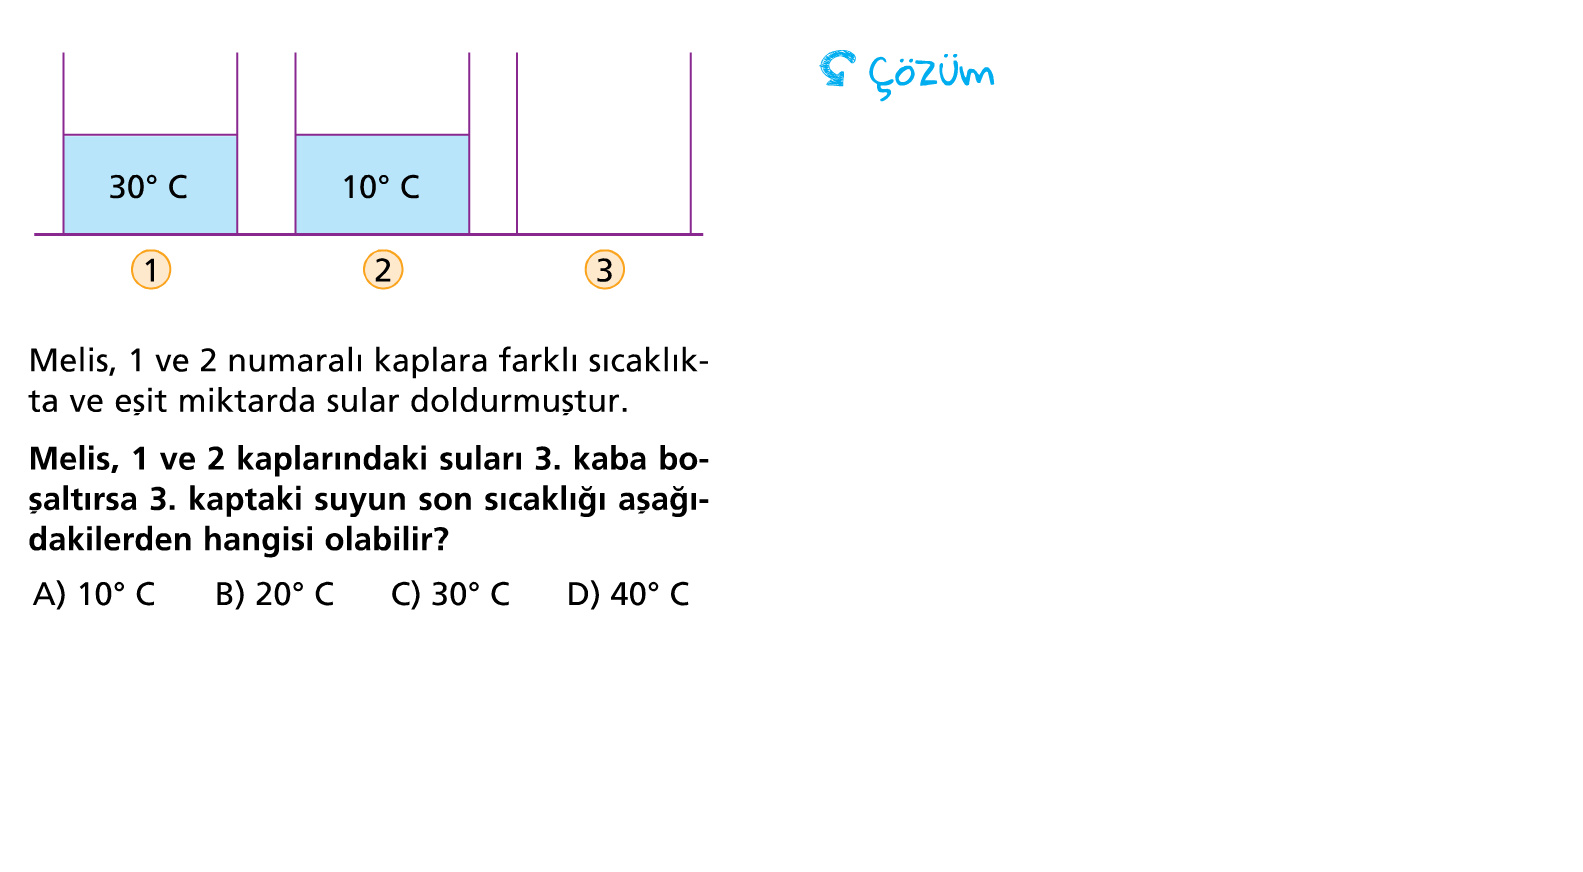 Çözüm
30° C
10° C
1
2
3
Melis, 1 ve 2 numaralı kaplara farklı sıcaklık-
ta ve eşit miktarda sular doldurmuştur.
Melis, 1 ve 2 kaplarındaki suları 3. kaba bo-
şaltırsa 3. kaptaki suyun son sıcaklığı aşağı-
dakilerden hangisi olabilir?
A) 10° C B) 20° C C) 30° C D) 40° C